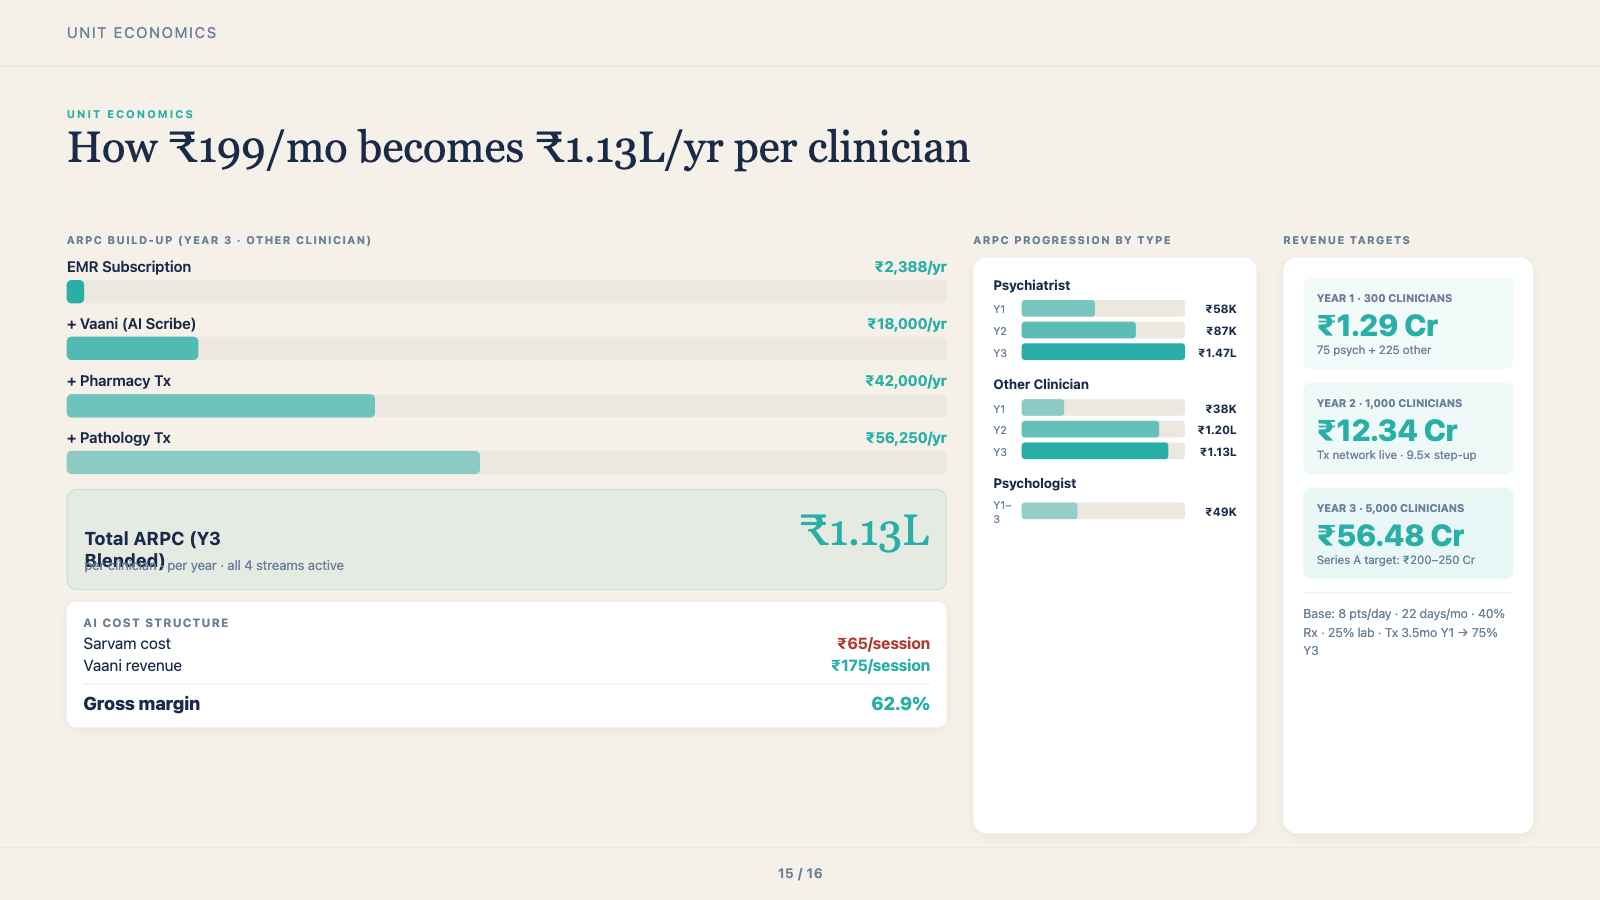 UNIT ECONOMICS
UNIT ECONOMICS
How ₹199/mo becomes ₹1.13L/yr per clinician
ARPC BUILD-UP (YEAR 3 · OTHER CLINICIAN)
EMR Subscription ₹2,388/yr
+ Vaani (AI Scribe) ₹18,000/yr
+ Pharmacy Tx ₹42,000/yr
+ Pathology Tx ₹56,250/yr
Total ARPC (Y3
Blended)
₹1.13L
per clinician · per year · all 4 streams active
AI COST STRUCTURE
Sarvam cost ₹65/session
Vaani revenue ₹175/session
Gross margin 62.9%
ARPC PROGRESSION BY TYPE
Psychiatrist
Y1 ₹58K
Y2 ₹87K
Y3 ₹1.47L
Other Clinician
Y1 ₹38K
Y2 ₹1.20L
Y3 ₹1.13L
Psychologist
Y1–
3
₹49K
REVENUE TARGETS
YEAR 1 · 300 CLINICIANS
₹1.29 Cr
75 psych + 225 other
YEAR 2 · 1,000 CLINICIANS
₹12.34 Cr
Tx network live · 9.5× step-up
YEAR 3 · 5,000 CLINICIANS
₹56.48 Cr
Series A target: ₹200–250 Cr
Base: 8 pts/day · 22 days/mo · 40%
Rx · 25% lab · Tx 3.5mo Y1 → 75%
Y3
15 / 16